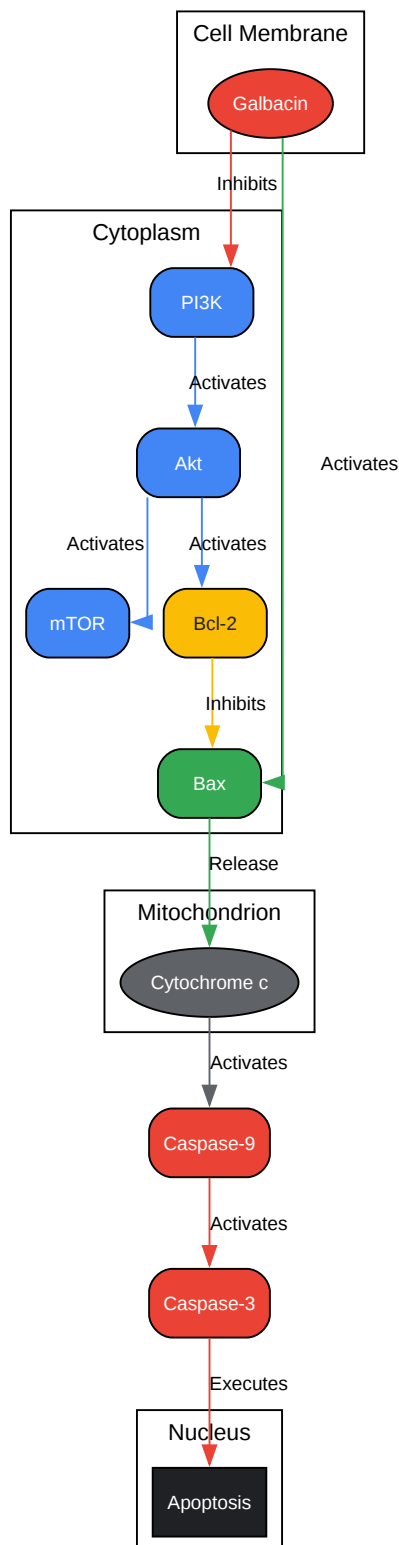 Cell Membrane
Galbacin
Inhibits
Cytoplasm
PI3K
Activates
Akt
Activates
Activates
Activates
mTOR
Bcl-2
Inhibits
Bax
Release
Mitochondrion
Cytochrome c
Activates
Caspase-9
Activates
Caspase-3
Executes
Nucleus
Apoptosis